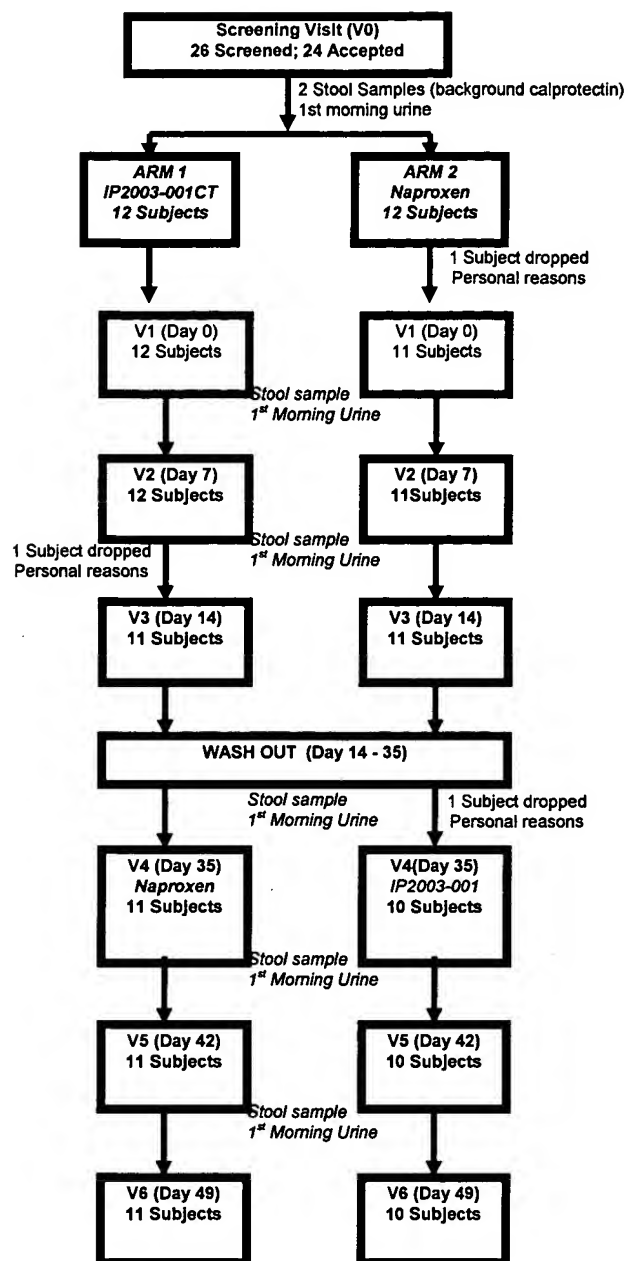 Screening Visit (V0)
26 Screened; 24 Accepted
2 Stool Samples (background calprotectin)
1st morning urine
ARM 1
IP2003-001CT
12 Subjects
ARM 2
Naproxen
12 Subjects
1 Subject dropped
Personal reasons
V1 (Day 0)
12 Subjects
V1 (Day 0)
11 Subjects
Stool sample
1st Morning Urine
V2 (Day 7)
12 Subjects
V2 (Day 7)
11Subjects
1 Subject dropped
Personal reasons
Stool sample
1st Morning Urine
V3 (Day 14)
11 Subjects
V3 (Day 14)
11 Subjects
WASH OUT (Day 14 - 35)
Stool sample
1st Morning Urine
1 Subject dropped
Personal reasons
V4 (Day 35)
Naproxen
11 Subjects
V4(Day 35)
IP2003-001
10 Subjects
Stool sample
1st Morning Urine
V5 (Day 42)
11 Subjects
V5 (Day 42)
10 Subjects
Stool sample
1st Morning Urine
V6 (Day 49)
11 Subjects
V6 (Day 49)
10 Subjects